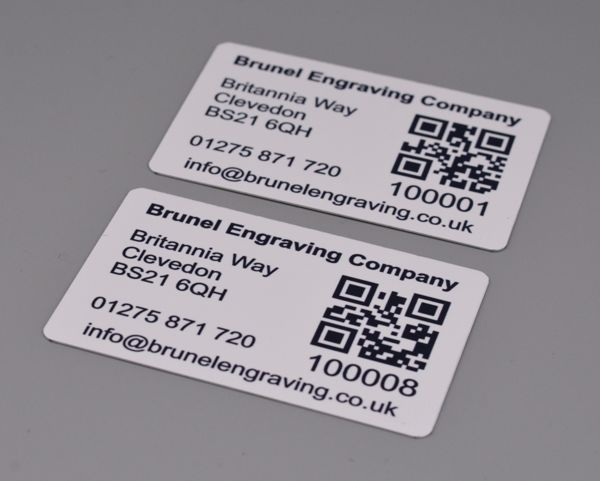 Brunel Engraving Company
Britannia Way
Clevedon
BS21 6QH
01275 871 720
100001
info@brunelengraving.co.uk
Brunel Engraving Company
Britannia Way
Clevedon
BS21 6QH
01275 871 720
100008
info@brunelengraving.co.uk